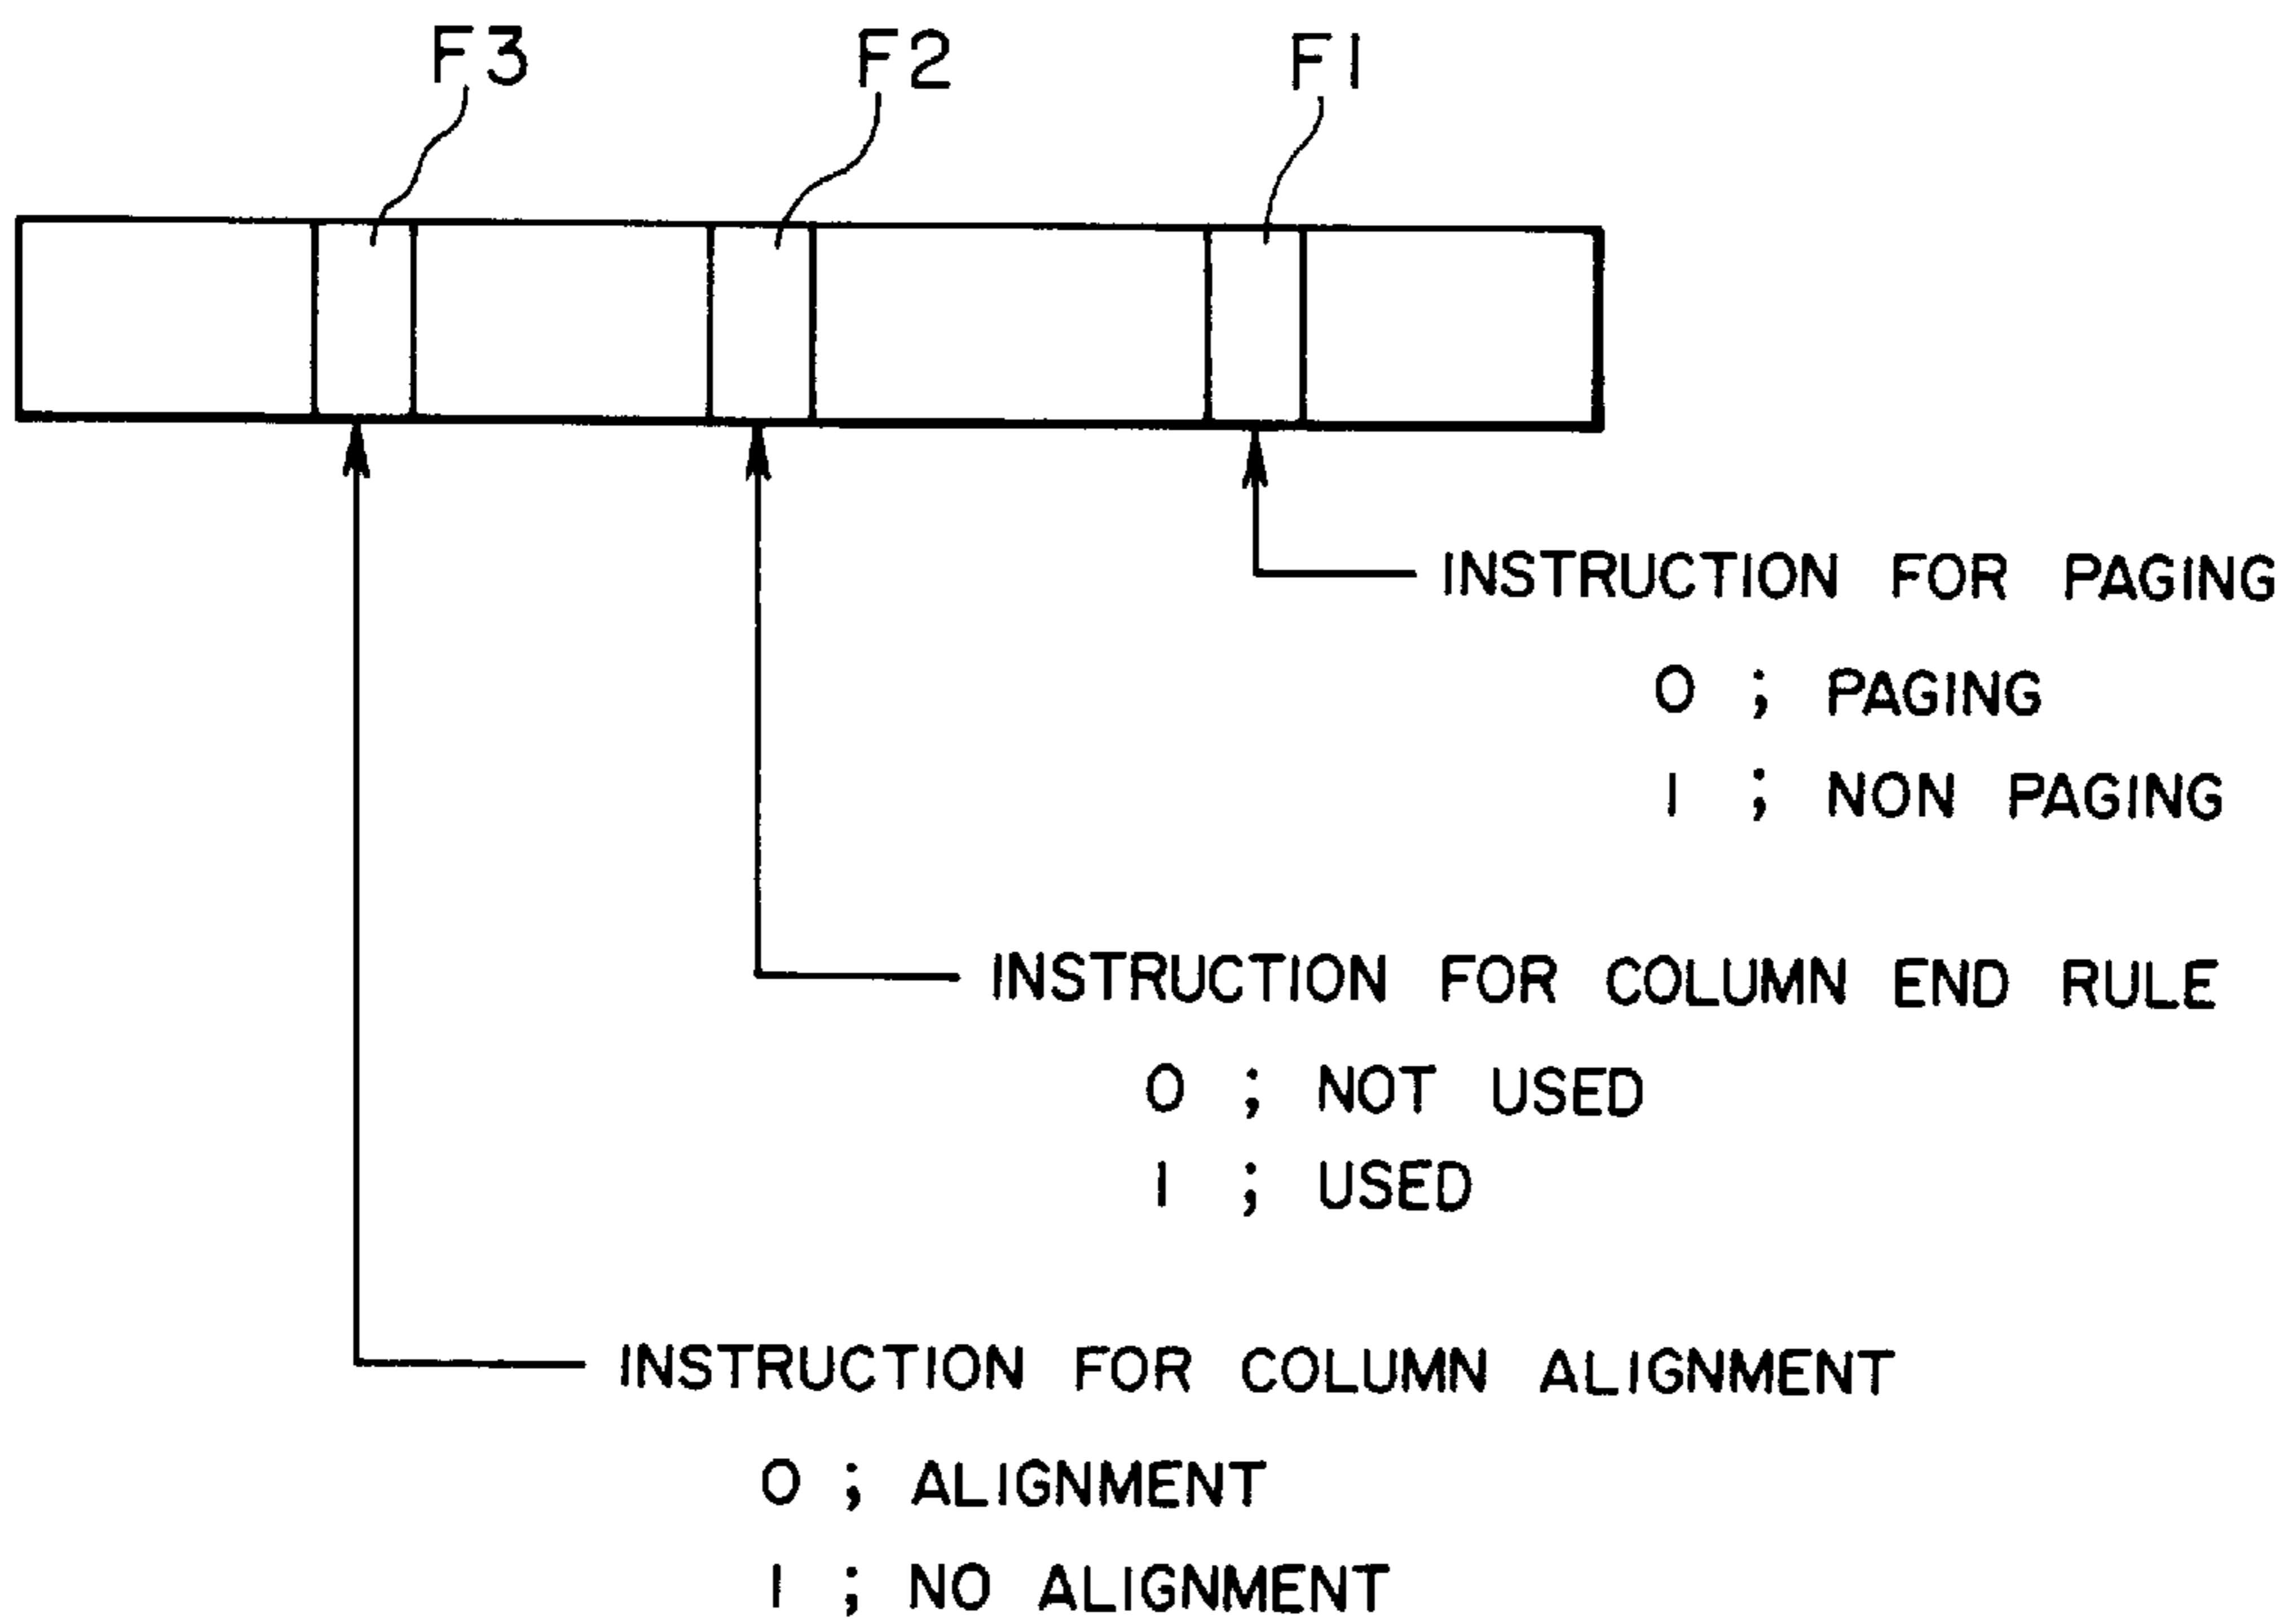 F3 F2 F1
INSTRUCTION FOR PAGING
0 ; PAGING
1 ; NON PAGING
INSTRUCTION FOR COLUMN END RULE
0 ; NOT USED
1 ; USED
INSTRUCTION FOR COLUMN ALIGNMENT
0 ; ALIGNMENT
1 ; NO ALIGNMENT